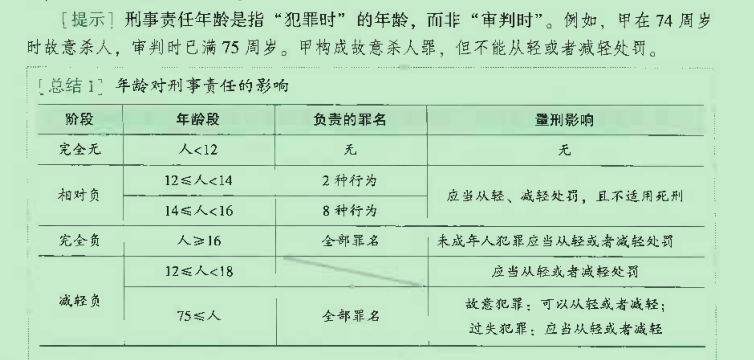 [提示] 刑事责任年龄是指“犯罪时”的年龄，而非“审判时”。例如，甲在 74 周岁
时故意杀人，审判时已满 75 周岁。甲构成故意杀人罪，但不能从轻或者减轻处罚。
[总结 1] 年龄对刑事责任的影响
阶段 年龄段 负责的罪名 量刑影响
完全无 人<12 无 无
相对负 12≤人<14 2 种行为 应当从轻、减轻处罚，且不适用死刑
14≤人<16 8 种行为
完全负 人≥16 全部罪名 未成年人犯罪应当从轻或者减轻处罚
减轻负 12≤人<18 应当从轻或者减轻处罚
75≤人 全部罪名 故意犯罪：可以从轻或者减轻；
过失犯罪：应当从轻或者减轻